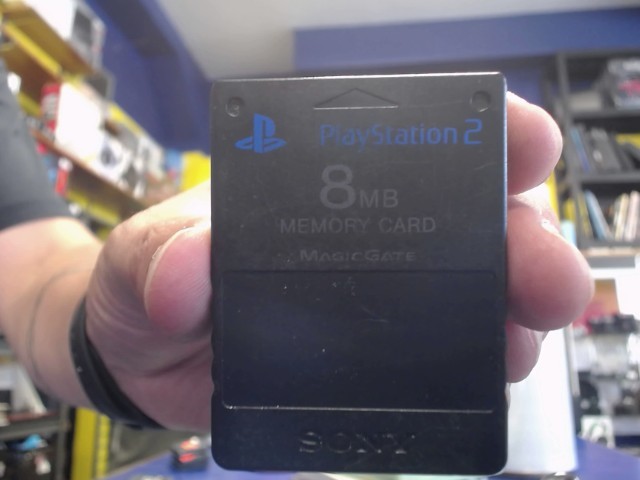 PlayStation 2
8MB
MEMORY CARD
MAGICGATE
SONY